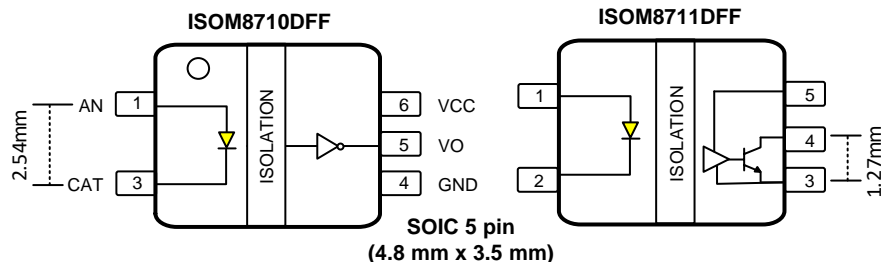 ISOM8710DFF
2.54mm
AN
1
CAT
3
ISOLATION
6
VCC
5
VO
4
GND
ISOM8711DFF
1
2
ISOLATION
5
4
3
1.27mm
SOIC 5 pin
(4.8 mm x 3.5 mm)